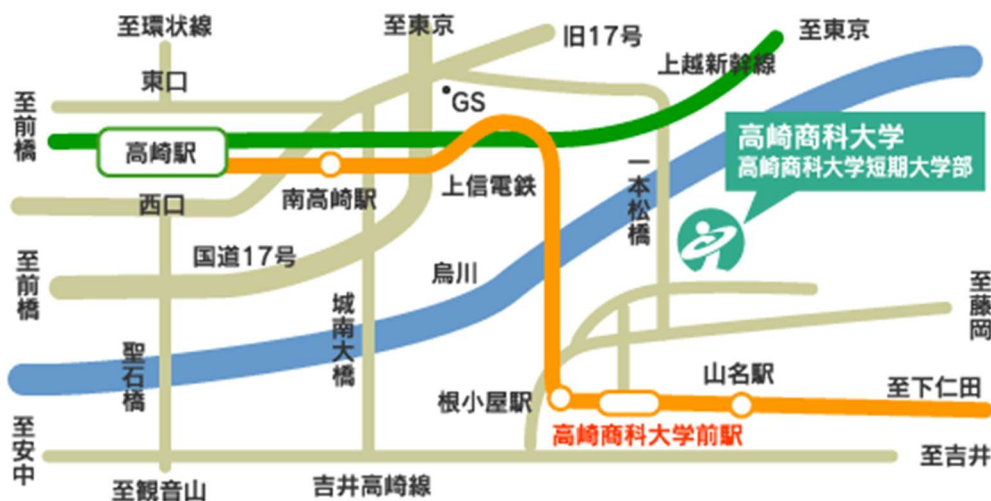 至環状線
至東京
旧17号
至東京
東口
上越新幹線
至前橋
GS
高崎駅
高崎商科大学
高崎商科大学短期大学部
南高崎駅
上信電鉄
一本松橋
西口
国道17号
烏川
至前橋
城南大橋
至藤岡
聖石橋
山名駅
至下仁田
根小屋駅
高崎商科大学前駅
至安中
至吉井
至観音山
吉井高崎線